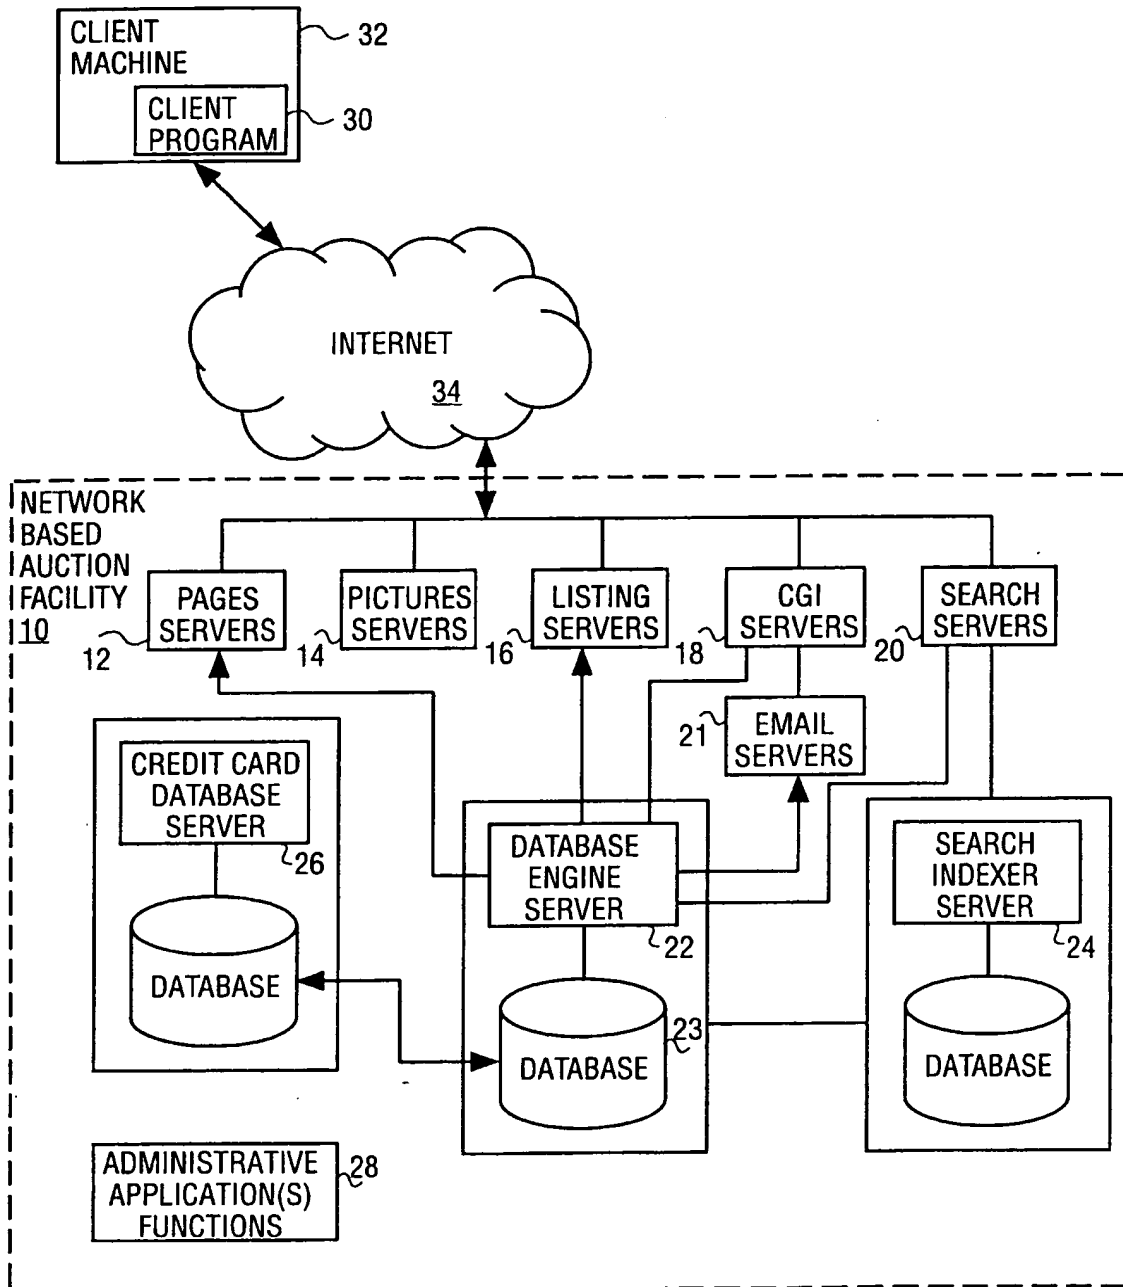 CLIENT
MACHINE
32
CLIENT
PROGRAM
30
INTERNET
34
NETWORK
BASED
AUCTION
FACILITY
10
PAGES
SERVERS
12
PICTURES
SERVERS
14
LISTING
SERVERS
16
CGI
SERVERS
18
SEARCH
SERVERS
20
EMAIL
SERVERS
21
CREDIT CARD
DATABASE
SERVER
26
DATABASE
DATABASE
ENGINE
SERVER
22
DATABASE
23
SEARCH
INDEXER
SERVER
24
DATABASE
ADMINISTRATIVE
APPLICATION(S)
FUNCTIONS
28